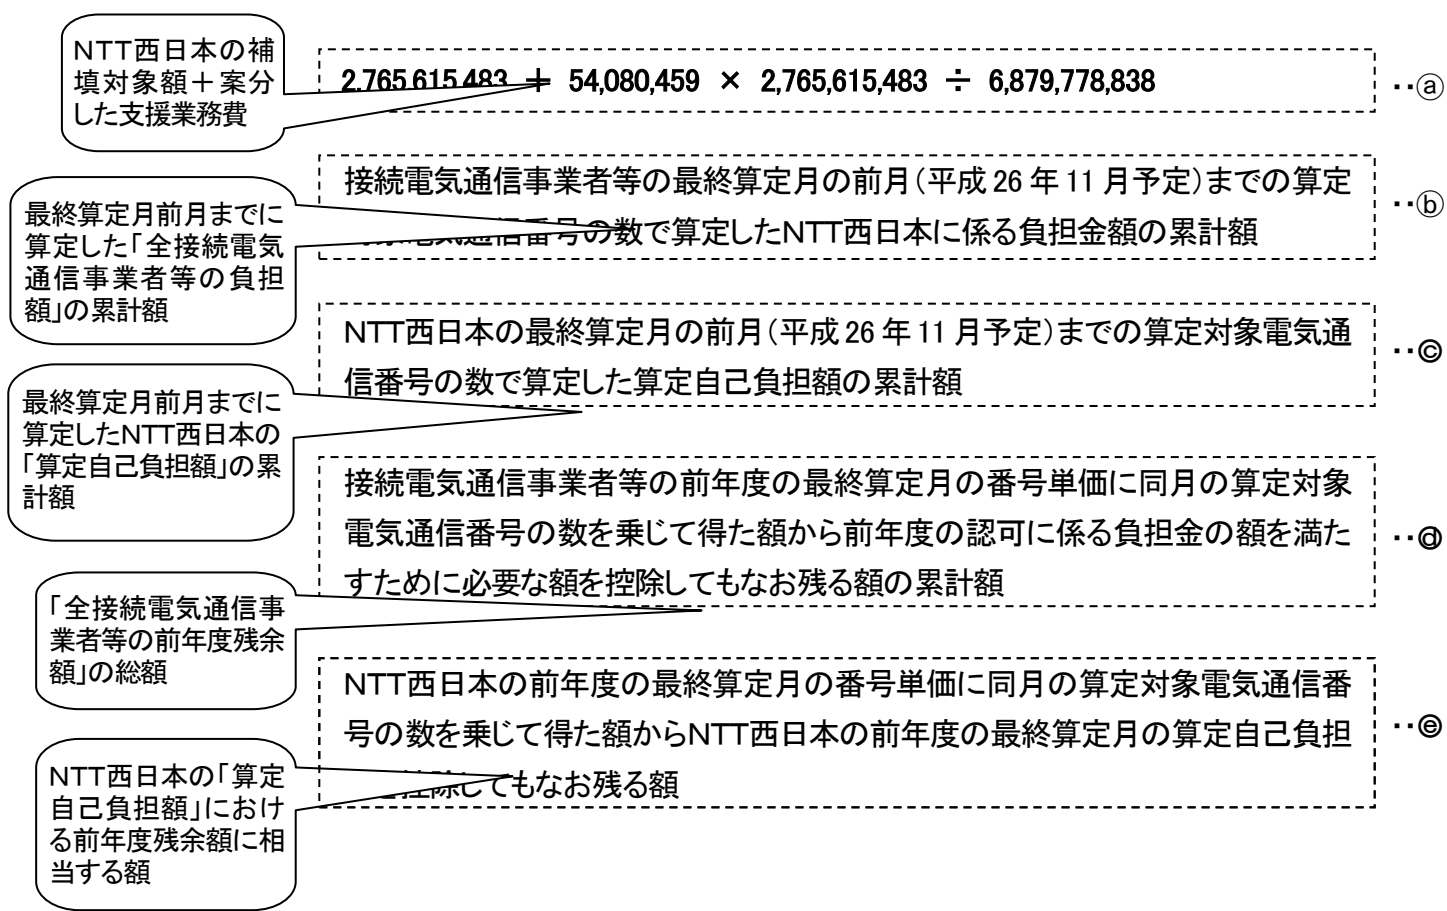 NTT西日本の補
填対象額＋案分
した支援業務費
2,765,615,483 ＋ 54,080,459 × 2,765,615,483 ÷ 6,879,778,838
‥ⓐ
接続電気通信事業者等の最終算定月の前月（平成 26 年 11 月予定）までの算定
電気通信番号の数で算定したNTT西日本に係る負担金額の累計額
‥ⓑ
最終算定月前月までに
算定した「全接続電気
通信事業者等の負担
額」の累計額
NTT西日本の最終算定月の前月（平成 26 年 11 月予定）までの算定対象電気通
信番号の数で算定した算定自己負担額の累計額
‥ⓒ
最終算定月前月までに
算定したNTT西日本の
「算定自己負担額」の累
計額
接続電気通信事業者等の前年度の最終算定月の番号単価に同月の算定対象
電気通信番号の数を乗じて得た額から前年度の認可に係る負担金の額を満た
すために必要な額を控除してもなお残る額の累計額
‥ⓓ
「全接続電気通信事
業者等の前年度残余
額」の総額
NTT西日本の前年度の最終算定月の番号単価に同月の算定対象電気通信番
号の数を乗じて得た額からNTT西日本の前年度の最終算定月の算定自己負担
控除してもなお残る額
‥ⓔ
NTT西日本の「算定
自己負担額」におけ
る前年度残余額に相
当する額